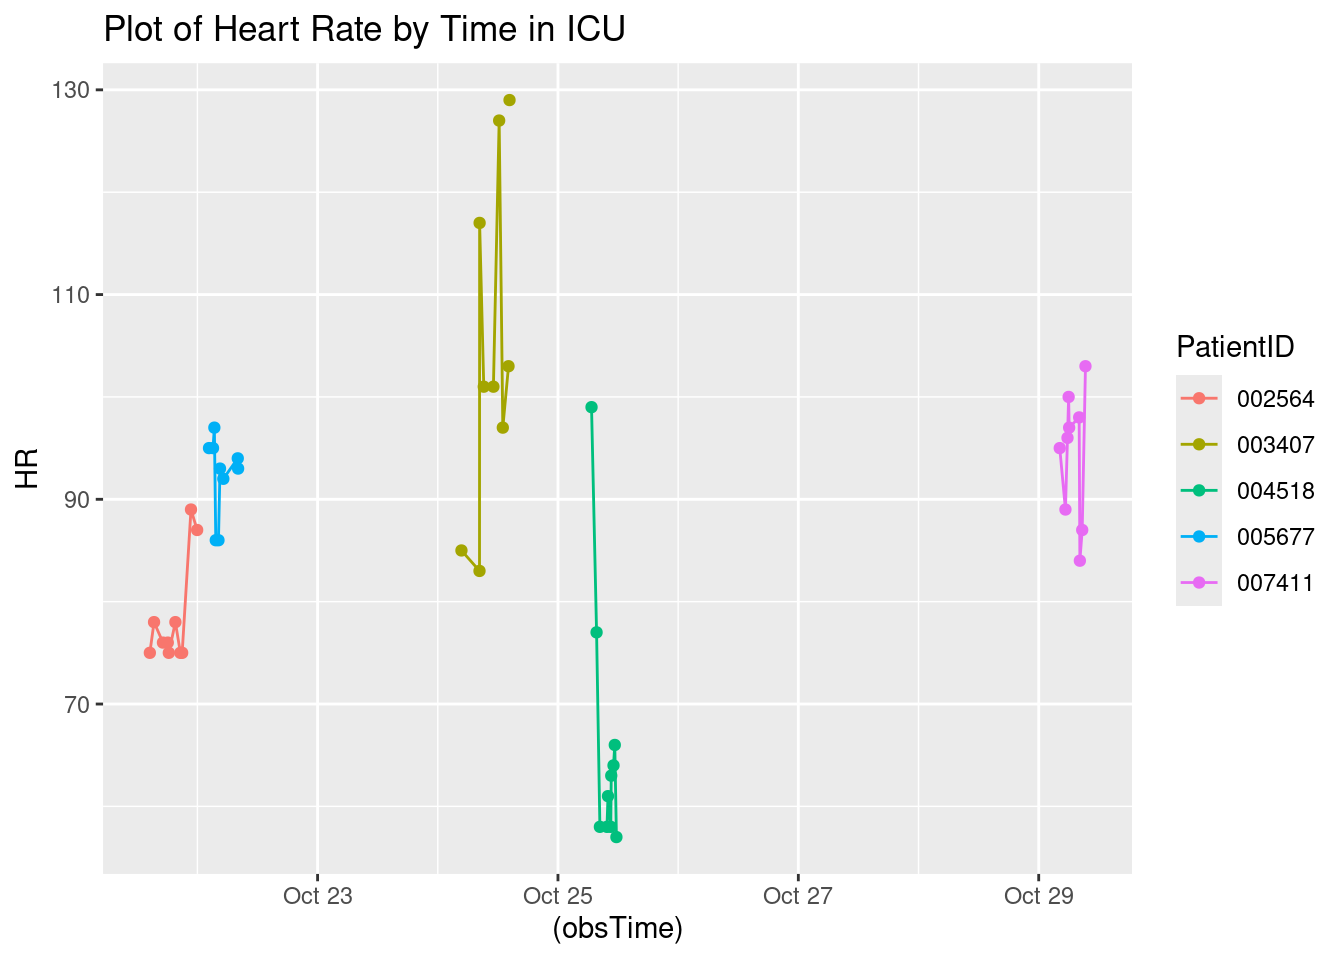 Plot of Heart Rate by Time in ICU
130
110
90
70
HR
Oct 23
Oct 25
Oct 27
Oct 29
(obsTime)
PatientID
002564
003407
004518
005677
007411